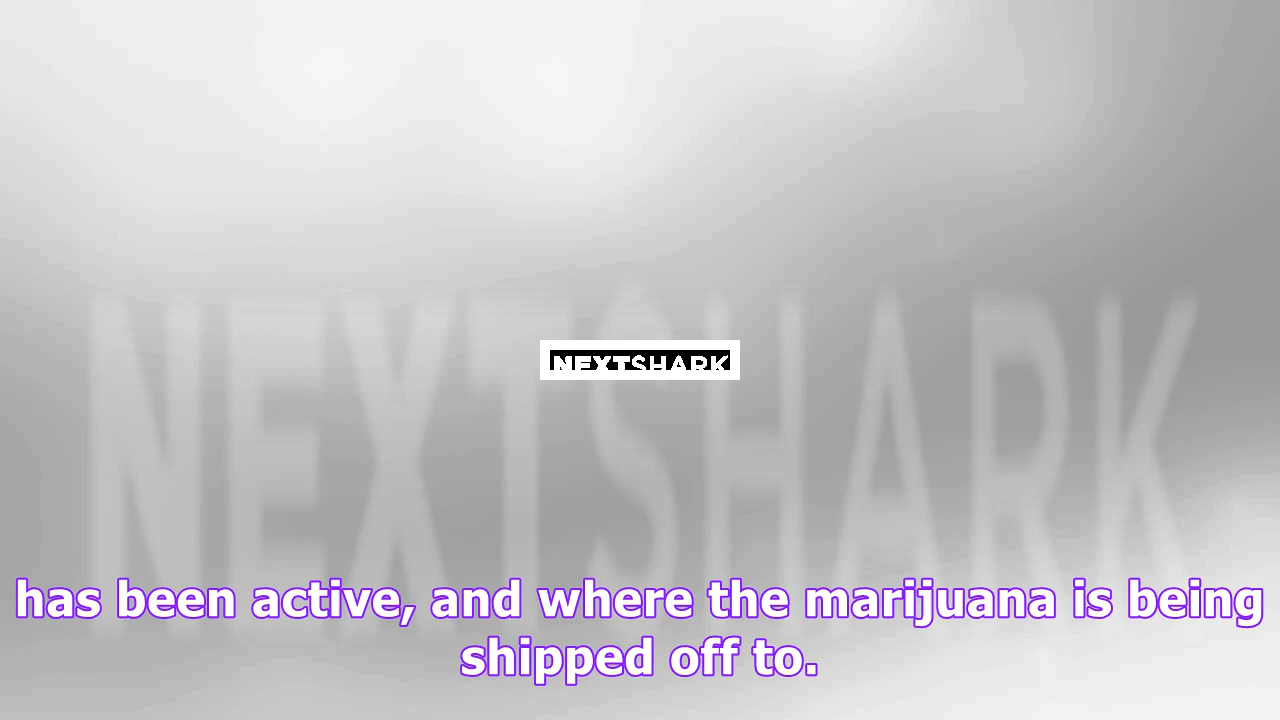 NEXTSHARK
NEXTSHARK
has been active, and where the marijuana is being
shipped off to.